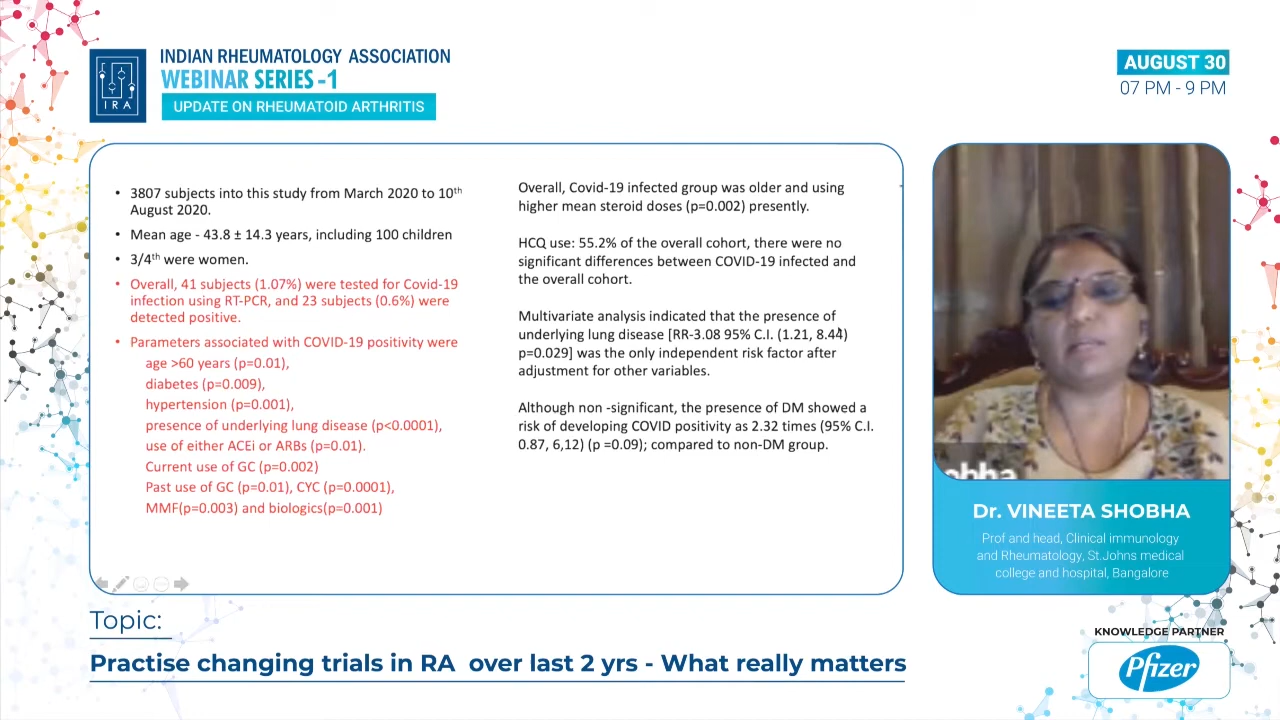 INDIAN RHEUMATOLOGY ASSOCIATION
WEBINAR SERIES -1
UPDATE ON RHEUMATOID ARTHRITIS
IRA
AUGUST 30
07 PM - 9 PM
• 3807 subjects into this study from March 2020 to 10th
August 2020.
• Mean age - 43.8 ± 14.3 years, including 100 children
• 3/4th were women.
• Overall, 41 subjects (1.07%) were tested for Covid-19
infection using RT-PCR, and 23 subjects (0.6%) were
detected positive.
• Parameters associated with COVID-19 positivity were
age >60 years (p=0.01),
diabetes (p=0.009),
hypertension (p=0.001),
presence of underlying lung disease (p<0.0001),
use of either ACEi or ARBs (p=0.01).
Current use of GC (p=0.002)
Past use of GC (p=0.01), CYC (p=0.0001),
MMF(p=0.003) and biologics(p=0.001)
Overall, Covid-19 infected group was older and using
higher mean steroid doses (p=0.002) presently.
HCQ use: 55.2% of the overall cohort, there were no
significant differences between COVID-19 infected and
the overall cohort.
Multivariate analysis indicated that the presence of
underlying lung disease [RR-3.08 95% C.I. (1.21, 8.44)
p=0.029] was the only independent risk factor after
adjustment for other variables.
Although non -significant, the presence of DM showed a
risk of developing COVID positivity as 2.32 times (95% C.I.
0.87, 6,12) (p =0.09); compared to non-DM group.
Dr. VINEETA SHOBHA
Prof and head, Clinical immunology
and Rheumatology, St.Johns medical
college and hospital, Bangalore
Topic:
Practise changing trials in RA over last 2 yrs - What really matters
KNOWLEDGE PARTNER
Pfizer